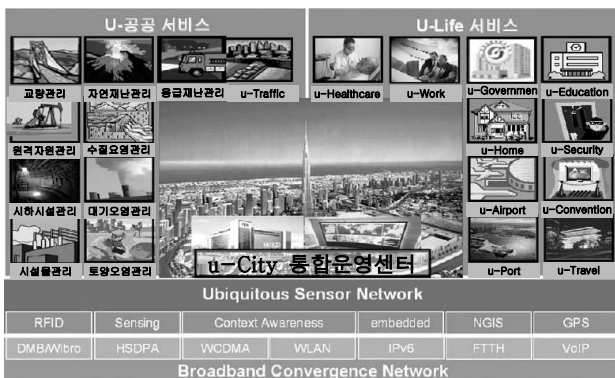 U-공공 서비스
U-Life 서비스
교량관리 자연재난관리 응급재난관리 u-Traffic
u-Healthcare u-Work u-Governmen u-Education
원격자원관리 수질오염관리
u-Home u-Security
시하시설관리 대기오염관리
u-Airport u-Convention
시설물관리 토양오염관리
u-City 통합운영센터
u-Port u-Travel
Ubiquitous Sensor Network
RFID Sensing Context Awareness embedded NGIS GPS
DMB/Wibro HSDPA WCDMA WLAN IPv6 FTTH VoIP
Broadband Convergence Network